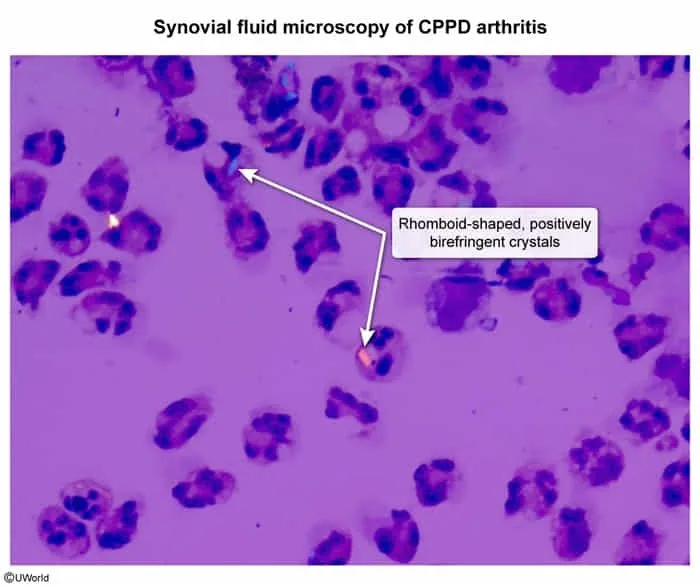 Synovial fluid microscopy of CPPD arthritis
Rhomboid-shaped, positively
birefringent crystals
©UWorld